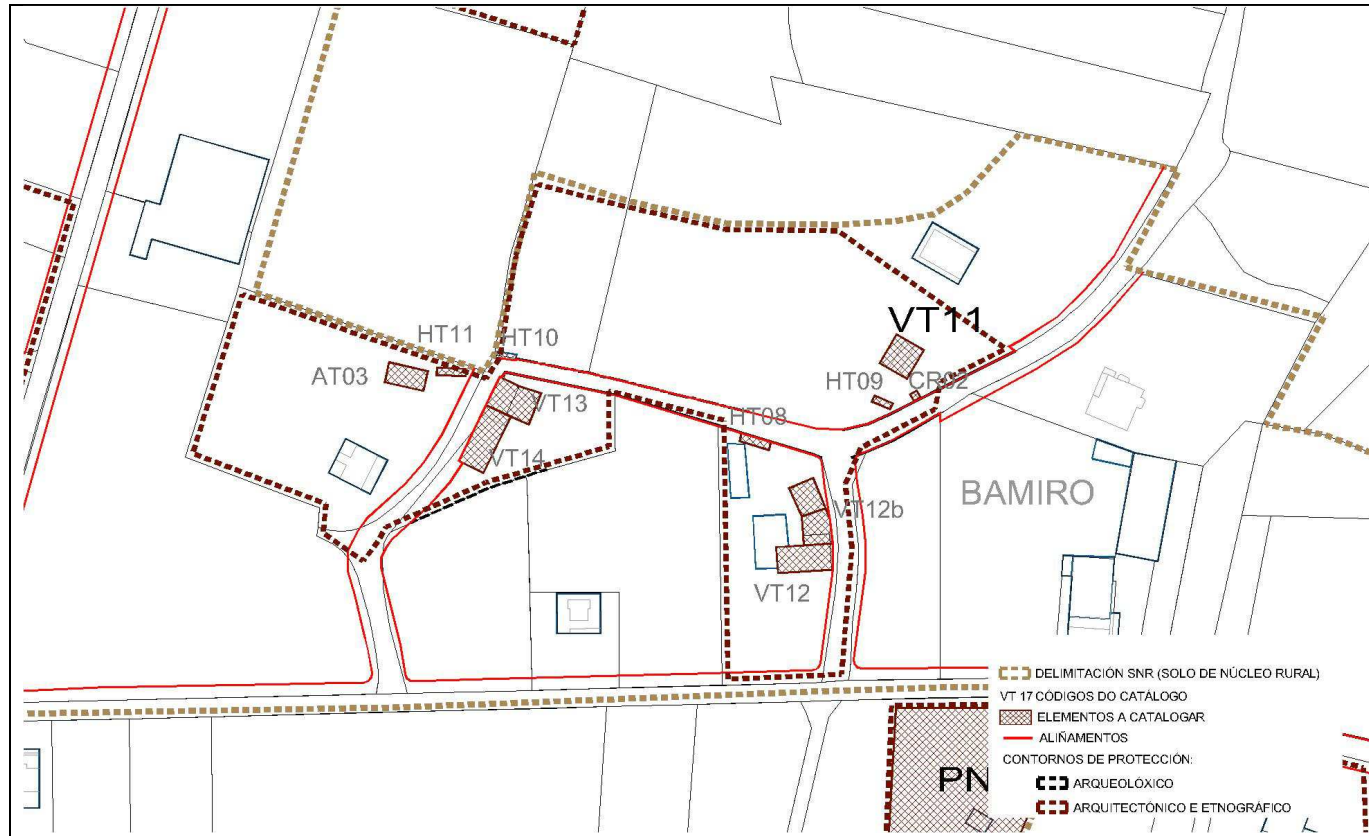 VT11
HT11
HT10
AT03
HT09
CR02
VT13
HT08
VT14
BAMIRO
VT12b
VT12
DELIMITACIÓN SNR (SOLO DE NÚCLEO RURAL)
VT 17 CÓDIGOS DO CATÁLOGO
ELEMENTOS A CATALOGAR
ALIÑAMENTOS
CONTORNOS DE PROTECCIÓN:
PN
ARQUEOLÓXICO
ARQUITECTÓNICO E ETNOGRÁFICO